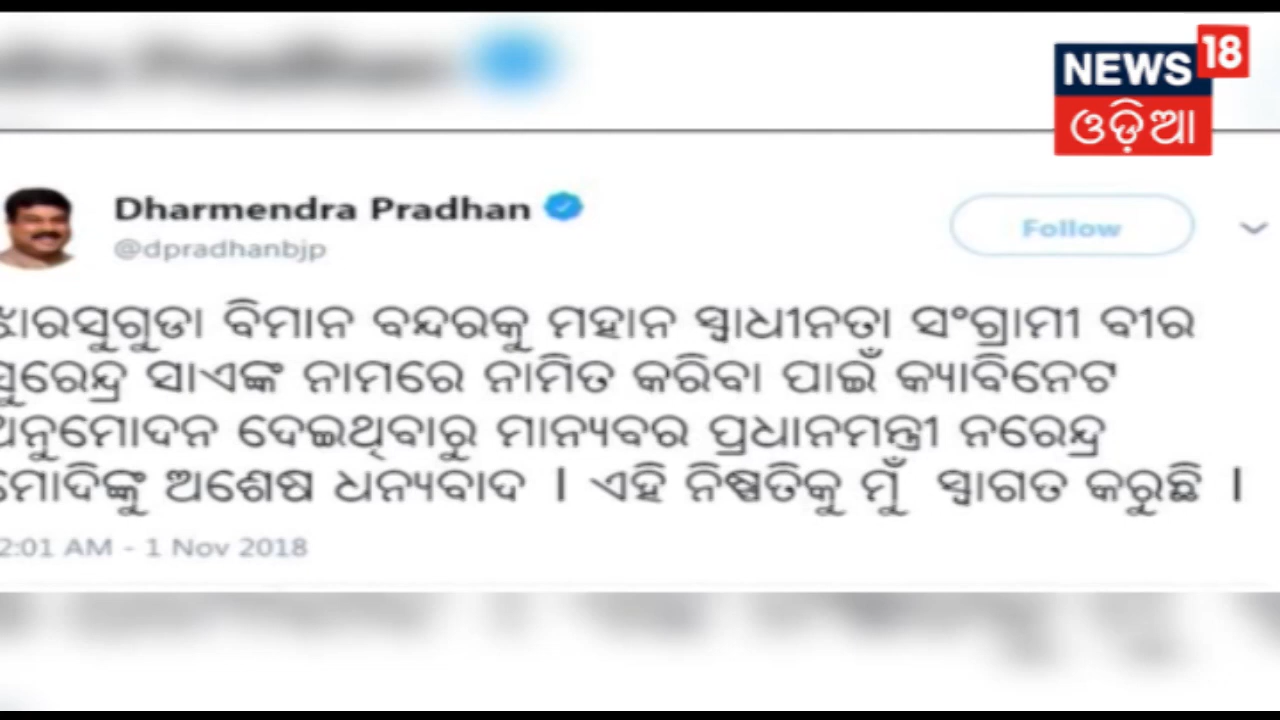 NEWS 18
ଓଡ଼ିଆ
Dharmendra Pradhan
@dpradhanbjp
Follow
ଝାରସୁଗୁଡା ବିମାନ ବନ୍ଦରକୁ ମହାନ ସ୍ୱାଧୀନତା ସଂଗ୍ରାମୀ ବୀର
ସୁରେନ୍ଦ୍ର ସାଏଙ୍କ ନାମରେ ନାମିତ କରିବା ପାଇଁ କ୍ୟାବିନେଟ
ଅନୁମୋଦନ ଦେଇଥିବାରୁ ମାନ୍ୟବର ପ୍ରଧାନମନ୍ତ୍ରୀ ନରେନ୍ଦ୍ର
ମୋଦିଙ୍କୁ ଅଶେଷ ଧନ୍ୟବାଦ । ଏହି ନିଷ୍ପତିକୁ ମୁଁ ସ୍ୱାଗତ କରୁଛି ।
2:01 AM - 1 Nov 2018